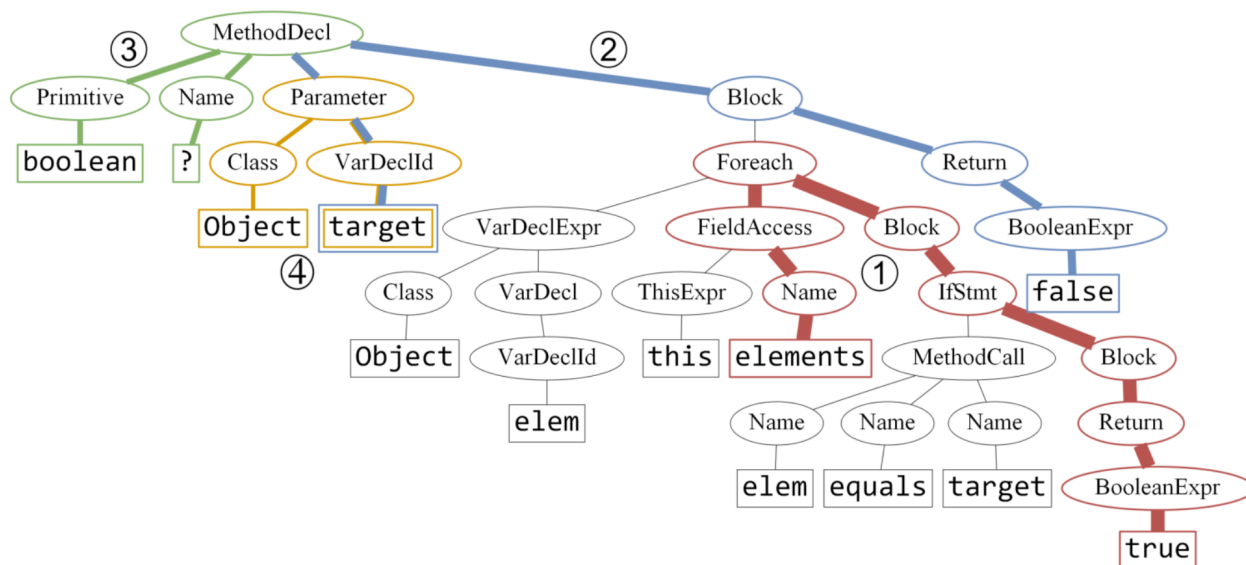 MethodDecl
③ ②
Primitive Name Parameter Block
boolean ? Class VarDeclId Foreach Return
Object target VarDeclExpr FieldAccess Block BooleanExpr
④ ①
Class VarDecl ThisExpr Name IfStmt false
Object VarDeclId this elements MethodCall Block
elem Name Name Name Return
elem equals target BooleanExpr
true